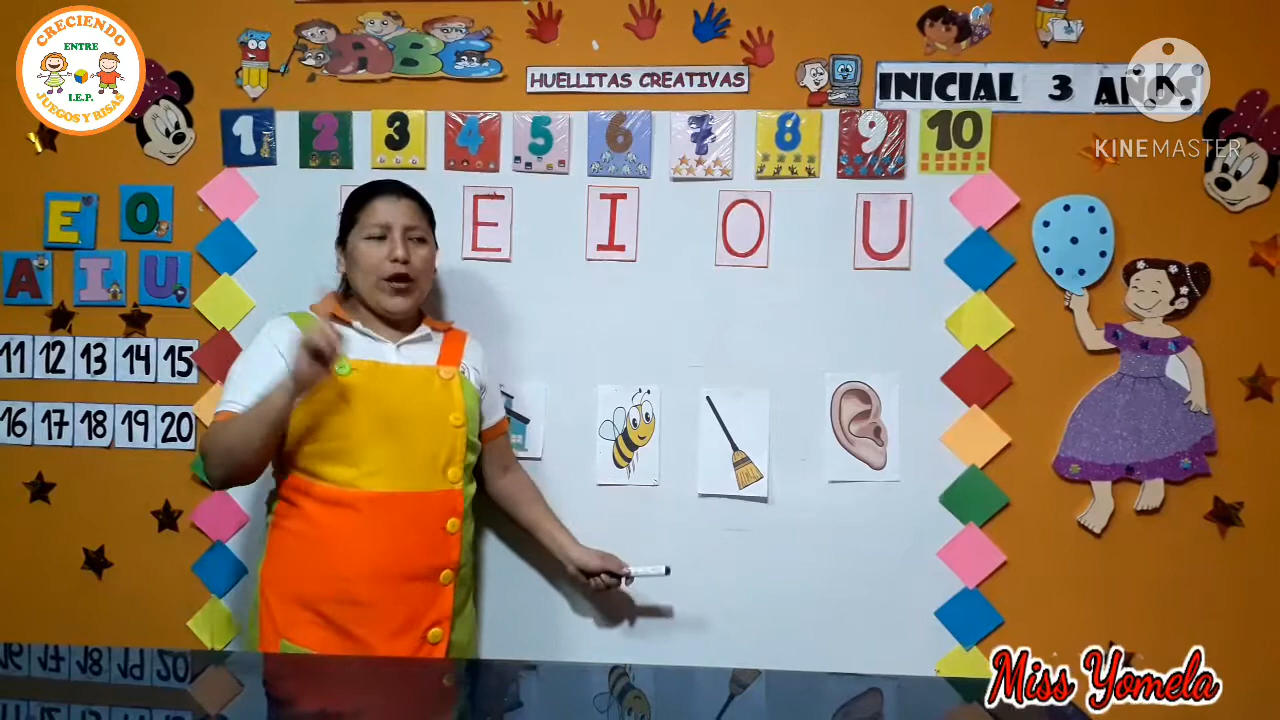 CRECIENDO
ENTRE
I.E.P.
JUEGOS Y RISAS
ABC
HUELLITAS CREATIVAS
INICIAL 3 AÑOS
K
KINEMASTER
1 2 3 4 5 6 7 8 9 10
E I O U
E O
A I U
11 12 13 14 15
16 17 18 19 20
Miss Yomela